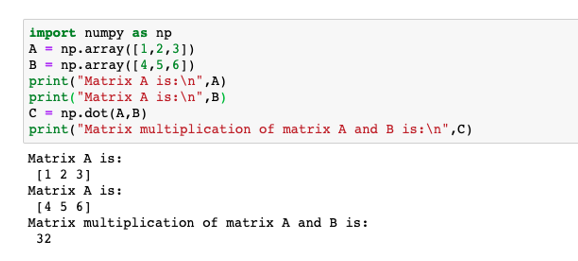 import numpy as np
A = np.array([1,2,3])
B = np.array([4,5,6])
print("Matrix A is:\n",A)
print("Matrix A is:\n",B)
C = np.dot(A,B)
print("Matrix multiplication of matrix A and B is:\n",C)
Matrix A is:
[1 2 3]
Matrix A is:
[4 5 6]
Matrix multiplication of matrix A and B is:
32